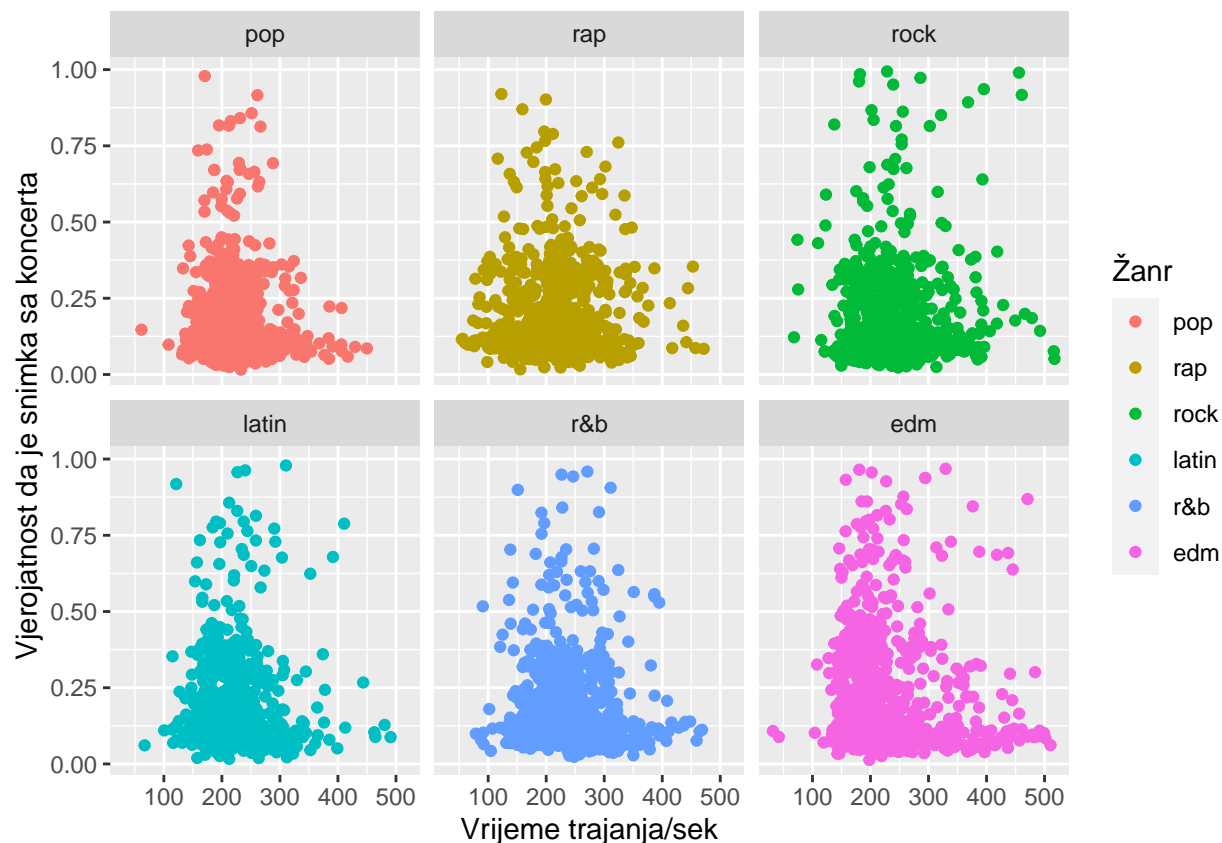 pop
rap
rock
1.00
0.75
0.50
0.25
0.00
latin
r&b
edm
1.00
0.75
0.50
0.25
0.00
100 200 300 400 500
100 200 300 400 500
100 200 300 400 500
Vrijeme trajanja/sek
Vjerojatnost da je snimka sa koncerta
Žanr
pop
rap
rock
latin
r&b
edm